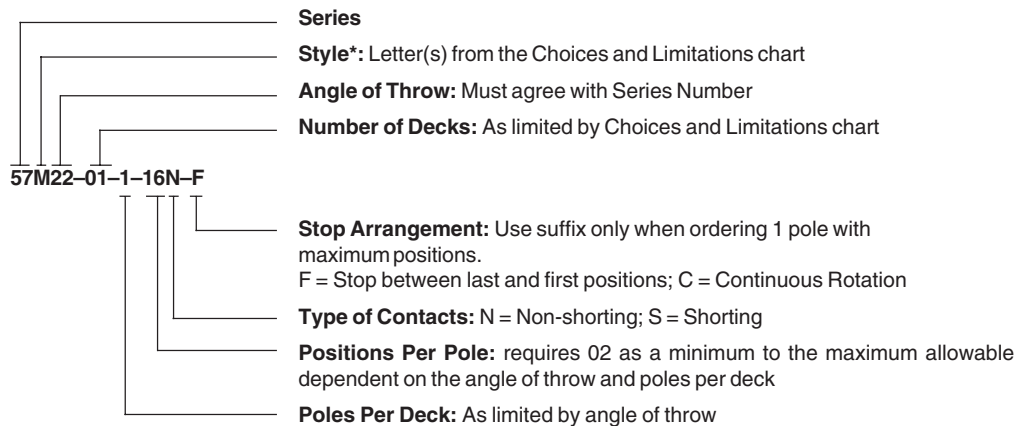 Series
Style*: Letter(s) from the Choices and Limitations chart
Angle of Throw: Must agree with Series Number
Number of Decks: As limited by Choices and Limitations chart
57M22–01–1–16N–F
Stop Arrangement: Use suffix only when ordering 1 pole with
maximum positions.
F = Stop between last and first positions; C = Continuous Rotation
Type of Contacts: N = Non-shorting; S = Shorting
Positions Per Pole: requires 02 as a minimum to the maximum allowable
dependent on the angle of throw and poles per deck
Poles Per Deck: As limited by angle of throw